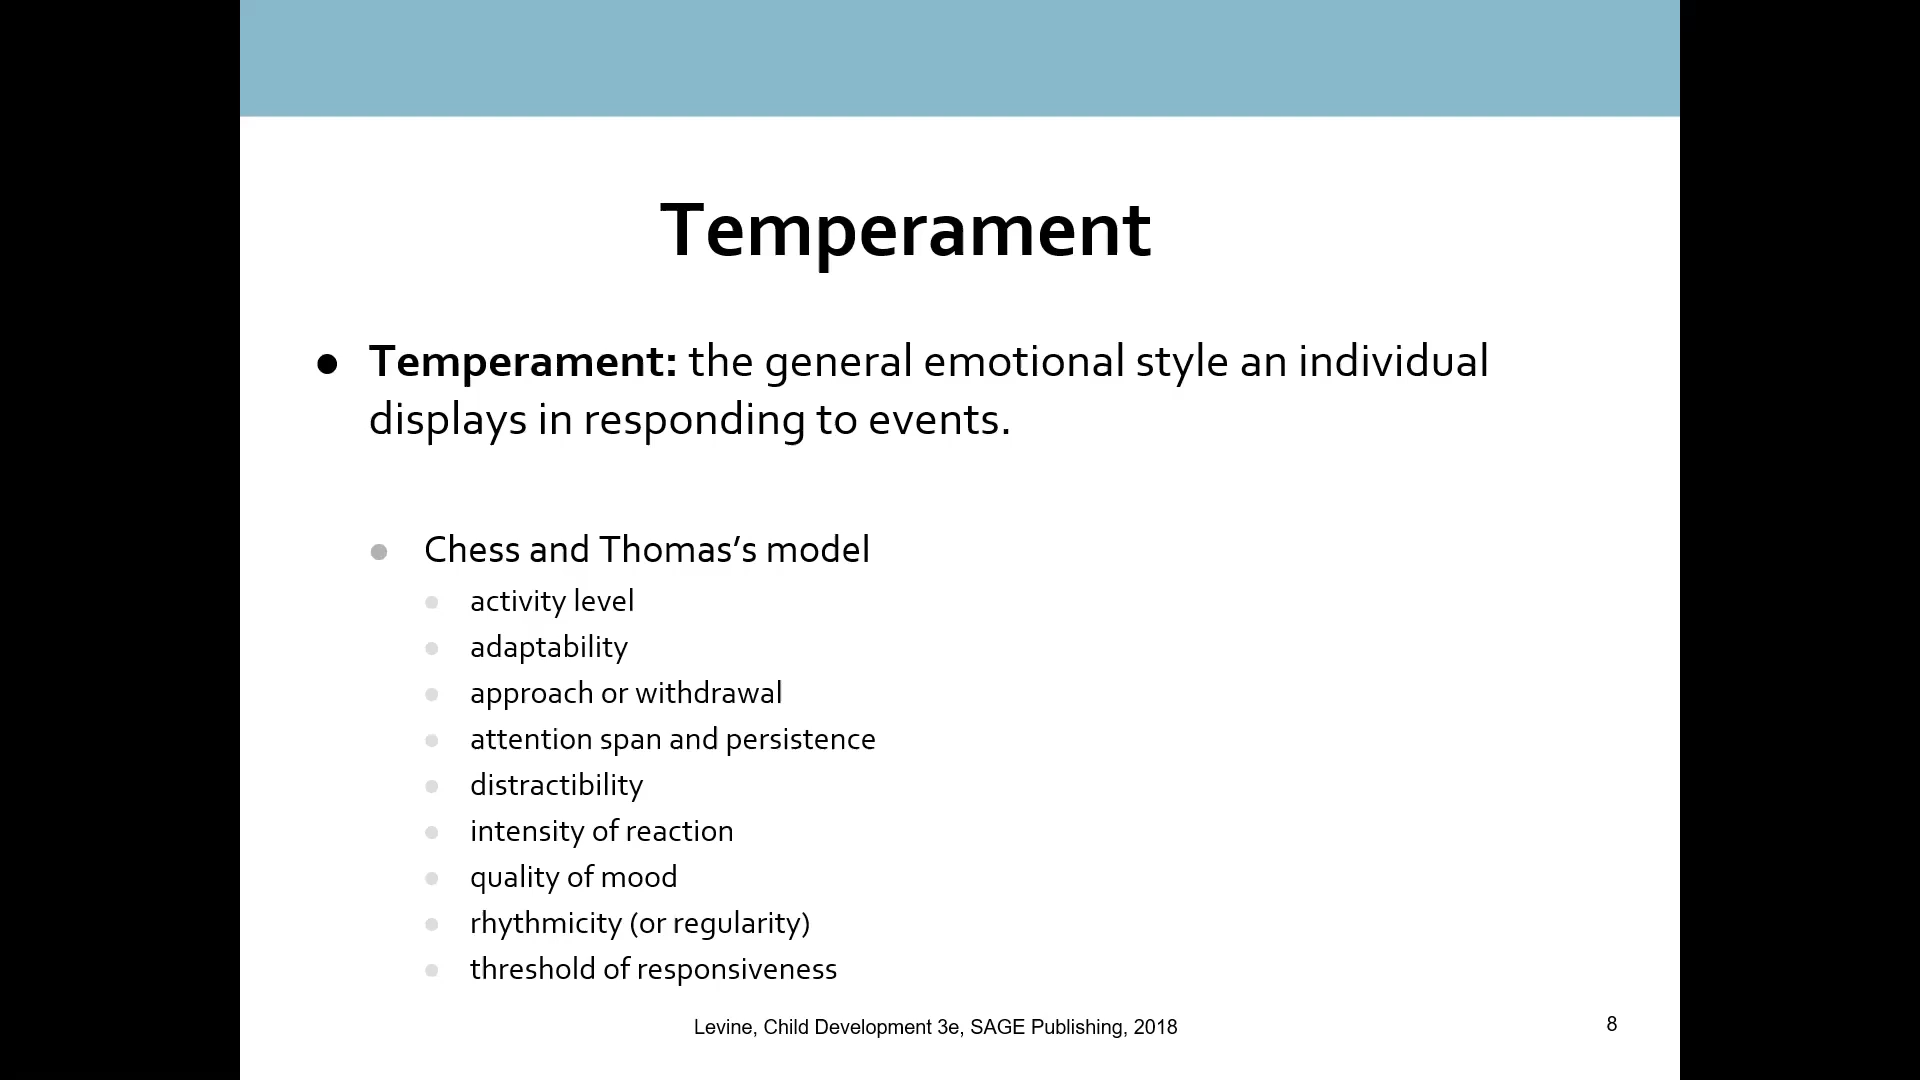 Temperament
● Temperament: the general emotional style an individual
displays in responding to events.
● Chess and Thomas’s model
● activity level
● adaptability
● approach or withdrawal
● attention span and persistence
● distractibility
● intensity of reaction
● quality of mood
● rhythmicity (or regularity)
● threshold of responsiveness
Levine, Child Development 3e, SAGE Publishing, 2018
8